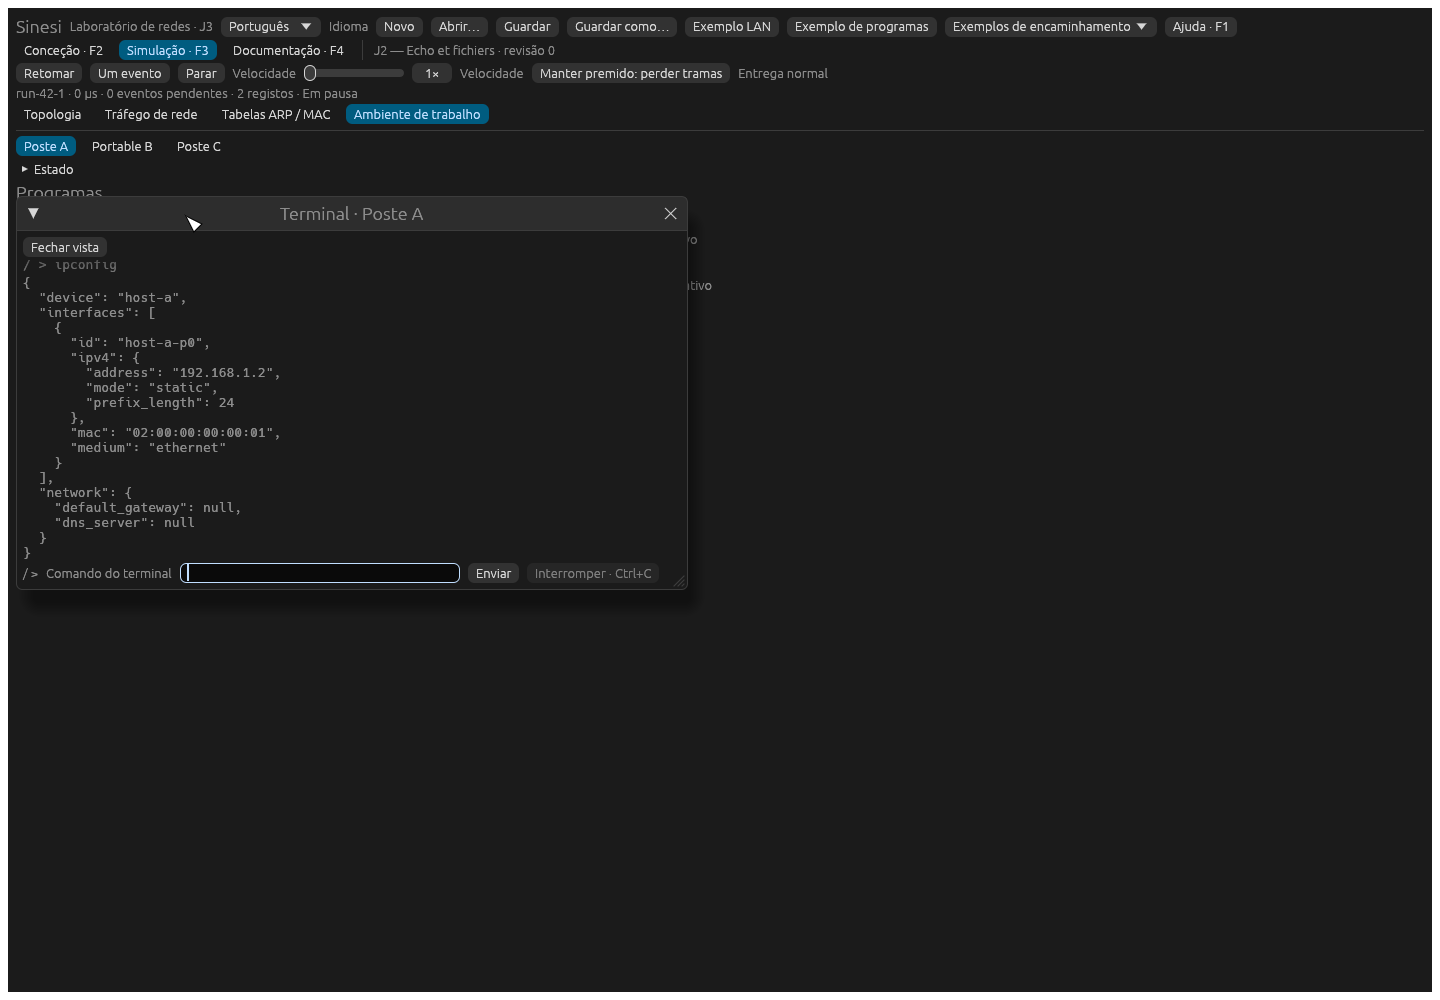 Sinesi Laboratório de redes · J3 Português Idioma Novo Abrir… Guardar Guardar como… Exemplo LAN Exemplo de programas Exemplos de encaminhamento Ajuda · F1
Conceção · F2 Simulação · F3 Documentação · F4 J2 — Echo et fichiers · revisão 0
Retomar Um evento Parar Velocidade 1× Velocidade Manter premido: perder tramas Entrega normal
run-42-1 · 0 µs · 0 eventos pendentes · 2 registos · Em pausa
Topologia Tráfego de rede Tabelas ARP / MAC Ambiente de trabalho
Poste A Portable B Poste C
Estado
Programas
Terminal · Poste A
Fechar vista
/ > ipconfig
{
"device": "host-a",
"interfaces": [
{
"id": "host-a-p0",
"ipv4": {
"address": "192.168.1.2",
"mode": "static",
"prefix_length": 24
},
"mac": "02:00:00:00:00:01",
"medium": "ethernet"
}
],
"network": {
"default_gateway": null,
"dns_server": null
}
}
/ > Comando do terminal Enviar Interromper · Ctrl+C